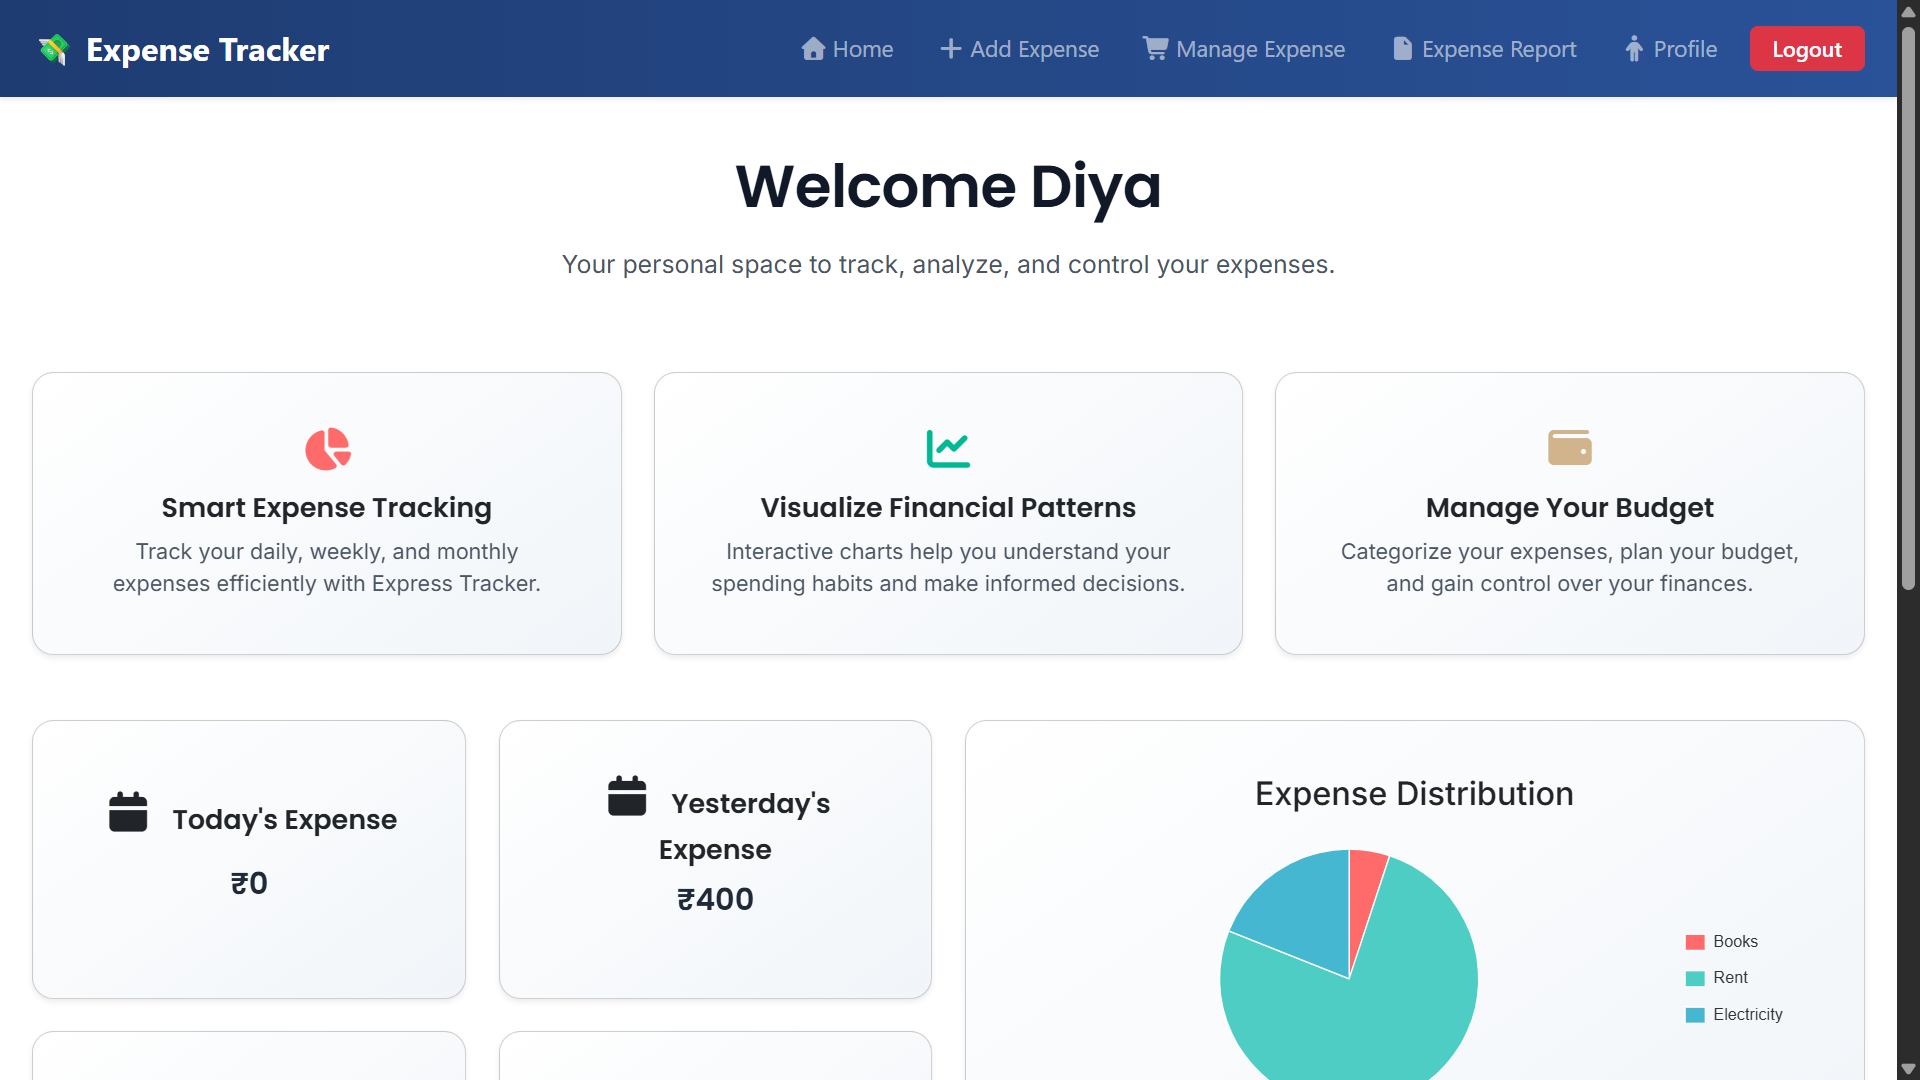 Expense Tracker
Home
Add Expense
Manage Expense
Expense Report
Profile
Logout
Welcome Diya
Your personal space to track, analyze, and control your expenses.
Smart Expense Tracking
Track your daily, weekly, and monthly
expenses efficiently with Express Tracker.
Visualize Financial Patterns
Interactive charts help you understand your
spending habits and make informed decisions.
Manage Your Budget
Categorize your expenses, plan your budget,
and gain control over your finances.
Today's Expense
₹0
Yesterday's
Expense
₹400
Expense Distribution
Books
Rent
Electricity